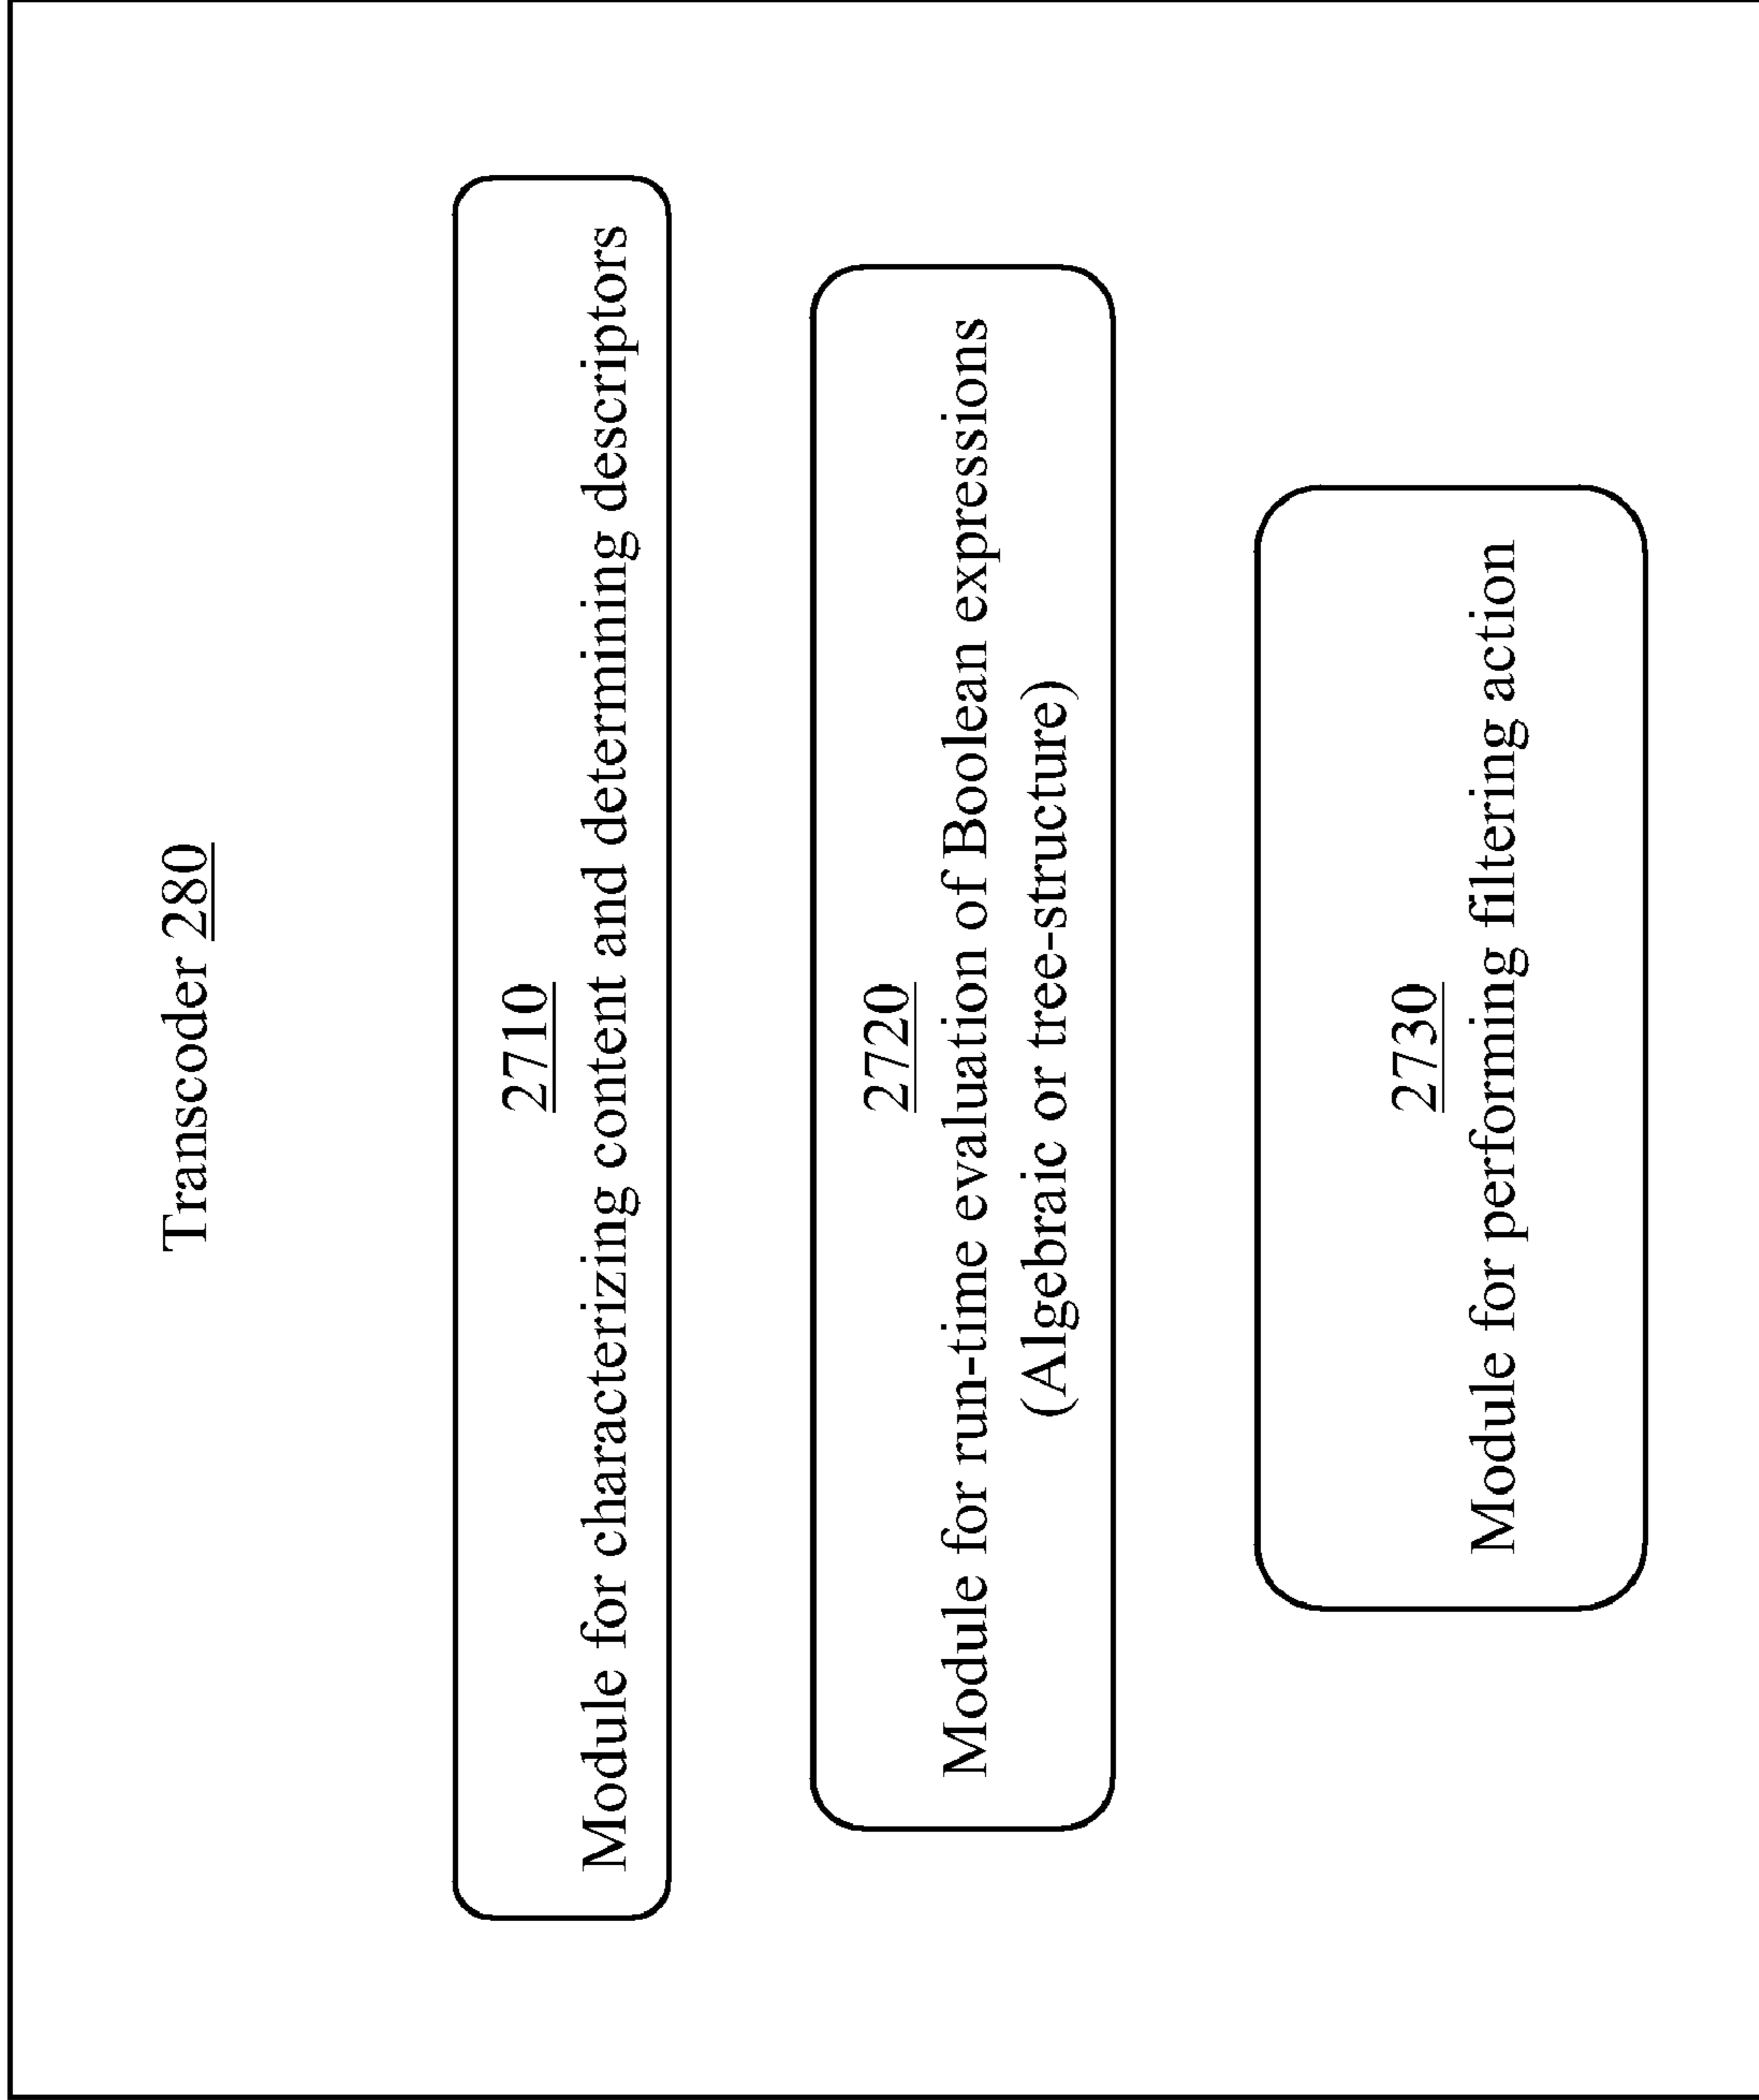 Transcoder 280
2710
Module for characterizing content and determining descriptors
2720
Module for run-time evaluation of Boolean expressions
(Algebraic or tree-structure)
2730
Module for performing filtering action